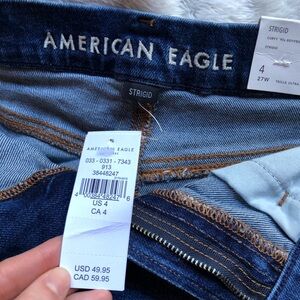 AMERICAN EAGLE
STRIGID
4
27W
STRIGID
AMERICAN EAGLE
033 - 0331 - 7343
913
38448247
US 4
CA 4
USD 49.95
CAD 59.95